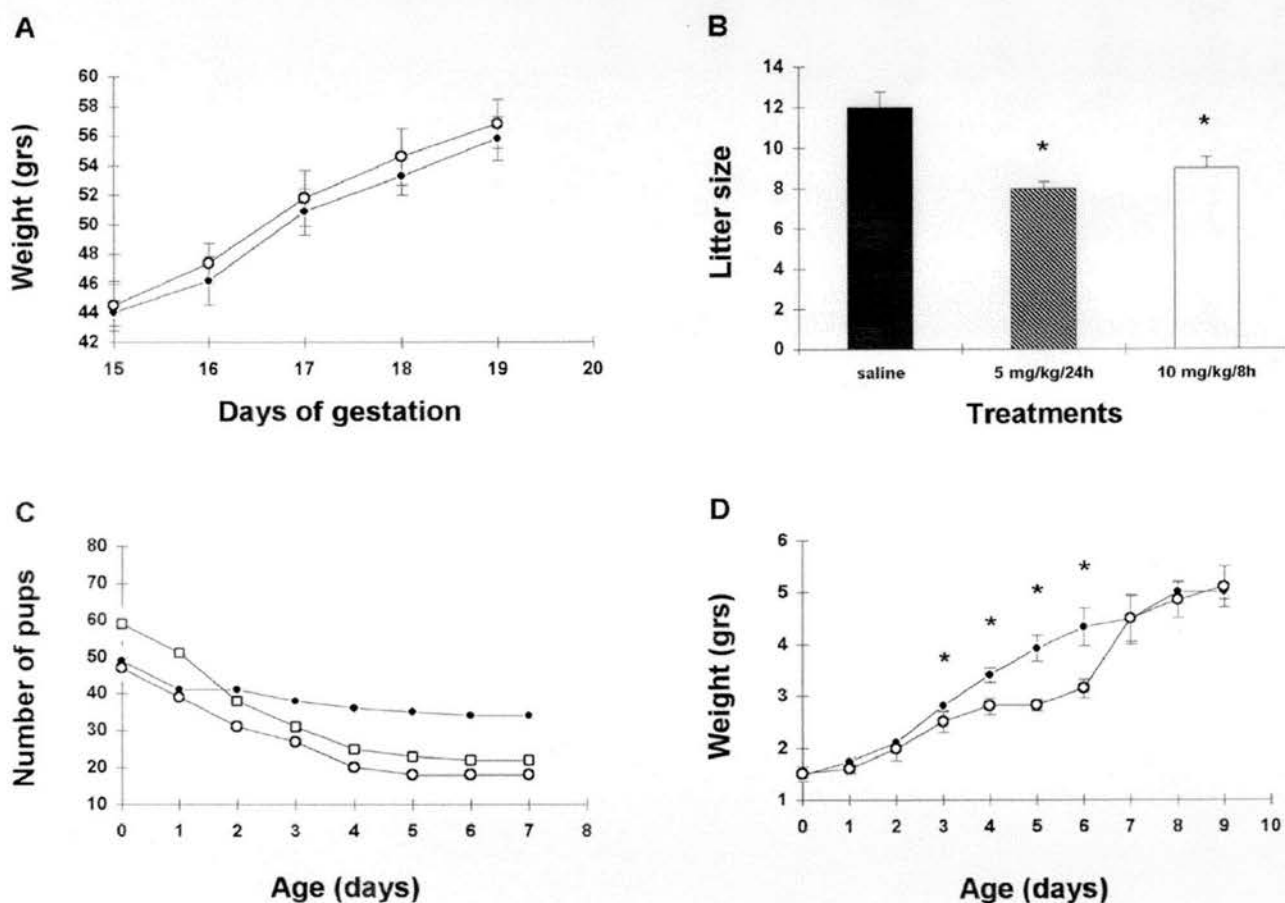 A
60
58
56
54
52
50
48
46
44
42
Weight (grs)
15 16 17 18 19 20
Days of gestation
B
14
12
10
8
6
4
2
0
Litter size
* *
saline 5 mg/kg/24h 10 mg/kg/8h
Treatments
C
80
70
60
50
40
30
20
10
Number of pups
0 1 2 3 4 5 6 7 8
Age (days)
D
6
5
4
3
2
1
Weight (grs)
* * * *
0 1 2 3 4 5 6 7 8 9 10
Age (days)